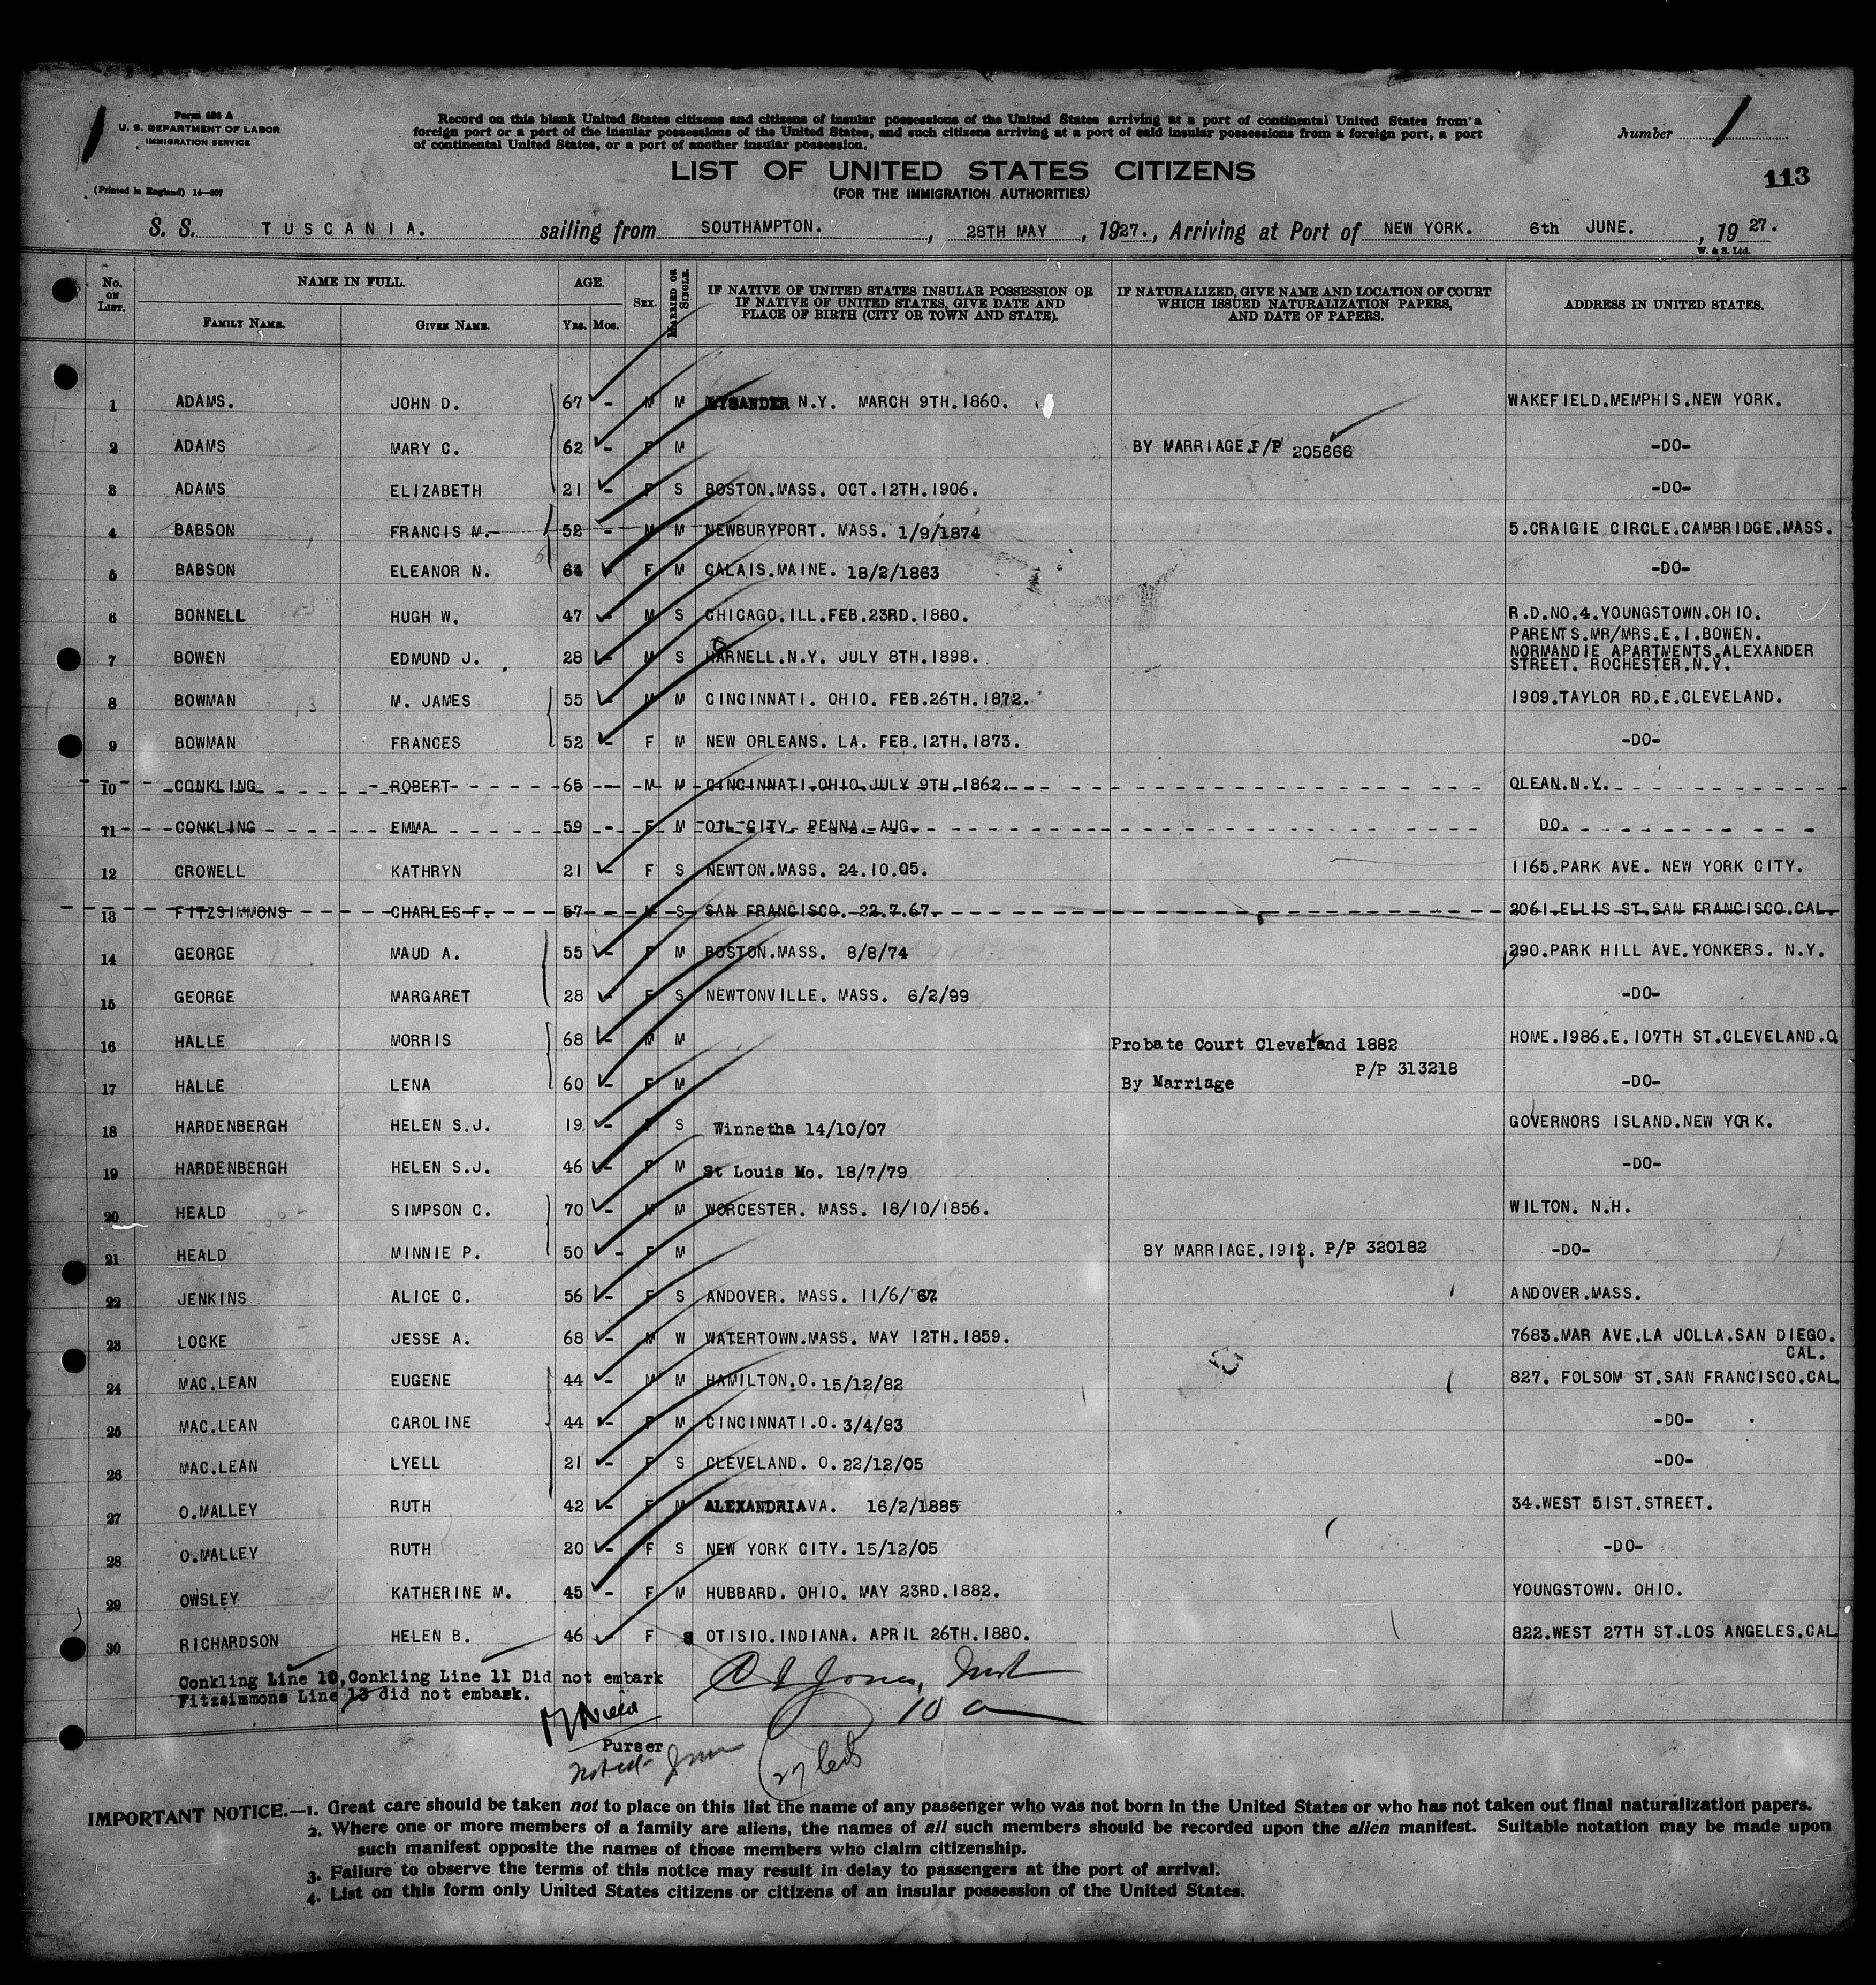 Form 630 A
U. S. DEPARTMENT OF LABOR
IMMIGRATION SERVICE
(Printed in England) 14—607
Record on this blank United States citizens and citizens of insular possessions of the United States arriving at a port of continental United States from a
foreign port or a port of the insular possessions of the United States, and such citizens arriving at a port of said insular possessions from a foreign port, a port
of continental United States, or a port of another insular possession.
Number 1
LIST OF UNITED STATES CITIZENS
(FOR THE IMMIGRATION AUTHORITIES)
113
S. S. TUSCANIA. sailing from SOUTHAMPTON. , 28TH MAY , 1927., Arriving at Port of NEW YORK. 6th JUNE. , 1927.
W. & S. Ltd.
No. ON LIST. NAME IN FULL. AGE. SEX. MARRIED OR SINGLE. IF NATIVE OF UNITED STATES INSULAR POSSESSION OR IF NATIVE OF UNITED STATES, GIVE DATE AND PLACE OF BIRTH (CITY OR TOWN AND STATE). IF NATURALIZED, GIVE NAME AND LOCATION OF COURT WHICH ISSUED NATURALIZATION PAPERS, AND DATE OF PAPERS. ADDRESS IN UNITED STATES.
FAMILY NAME. GIVEN NAME. YRS. MOS.
1 ADAMS. JOHN D. 67 - M M LYSANDER N.Y. MARCH 9TH.1860. WAKEFIELD.MEMPHIS.NEW YORK.
2 ADAMS MARY C. 62 - F M BY MARRIAGE.P/P 205666 -DO-
3 ADAMS ELIZABETH 21 - F S BOSTON.MASS. OCT.12TH.1906. -DO-
4 BABSON FRANCIS M. 52 - M M NEWBURYPORT. MASS. 1/9/1874 5.CRAIGIE CIRCLE.CAMBRIDGE.MASS.
5 BABSON ELEANOR N. 64 - F M CALAIS.MAINE. 18/2/1863 -DO-
6 BONNELL HUGH W. 47 - M S CHICAGO.ILL.FEB.23RD.1880. R.D.NO.4.YOUNGSTOWN.OHIO.
7 BOWEN EDMUND J. 28 - M S HARNELL.N.Y. JULY 8TH.1898. PARENTS.MR/MRS.E.I.BOWEN.
NORMANDIE APARTMENTS.ALEXANDER
STREET. ROCHESTER.N.Y.
8 BOWMAN M. JAMES 55 - M M CINCINNATI. OHIO. FEB.26TH.1872. 1909.TAYLOR RD.E.CLEVELAND.
9 BOWMAN FRANCES 52 - F M NEW ORLEANS. LA. FEB.12TH.1873. -DO-
10 CONKLING ROBERT 65 - M M CINCINNATI.OHIO.JULY 9TH.1862. OLEAN.N.Y.
11 CONKLING EMMA 59 - F M OIL CITY. PENNA. AUG. DO.
12 CROWELL KATHRYN 21 - F S NEWTON.MASS. 24.10.05. 1165.PARK AVE. NEW YORK CITY.
13 FITZSIMMONS CHARLES F. 57 - M S SAN FRANCISCO. 22.7.67. 2061.ELLIS ST.SAN FRANCISCO.CAL.
14 GEORGE MAUD A. 55 - F M BOSTON.MASS. 8/8/74 290.PARK HILL AVE.YONKERS. N.Y.
15 GEORGE MARGARET 28 - F S NEWTONVILLE. MASS. 6/2/99 -DO-
16 HALLE MORRIS 68 - M M Probate Court Cleveland 1882 HOME.1986.E.107TH ST.CLEVELAND.O
17 HALLE LENA 60 - F M By Marriage P/P 313218 -DO-
18 HARDENBERGH HELEN S.J. 19 - F S Winnetha 14/10/07 GOVERNORS ISLAND.NEW YORK.
19 HARDENBERGH HELEN S.J. 46 - F M St Louis Mo. 18/7/79 -DO-
20 HEALD SIMPSON C. 70 - M M WORCESTER. MASS. 18/10/1856. WILTON. N.H.
21 HEALD MINNIE P. 50 - F M BY MARRIAGE.1912. P/P 320182 -DO-
22 JENKINS ALICE C. 56 - F S ANDOVER. MASS. 11/6/67 ANDOVER.MASS.
23 LOCKE JESSE A. 68 - M W WATERTOWN.MASS. MAY 12TH.1859. 7683.MAR AVE.LA JOLLA.SAN DIEGO.
CAL.
24 MAC.LEAN EUGENE 44 - M M HAMILTON.O. 15/12/82 827. FOLSOM ST.SAN FRANCISCO.CAL
25 MAC.LEAN CAROLINE 44 - F M CINCINNATI.O. 3/4/83 -DO-
26 MAC.LEAN LYELL 21 - F S CLEVELAND. O. 22/12/05 -DO-
27 O.MALLEY RUTH 42 - F M ALEXANDRIA VA. 16/2/1885 34.WEST 51ST.STREET.
28 O.MALLEY RUTH 20 - F S NEW YORK CITY. 15/12/05 -DO-
29 OWSLEY KATHERINE M. 45 - F M HUBBARD. OHIO. MAY 23RD.1882. YOUNGSTOWN. OHIO.
30 RICHARDSON HELEN B. 46 F S OTISIO.INDIANA. APRIL 26TH.1880. 822.WEST 27TH ST.LOS ANGELES.CAL
Conkling Line 10, Conkling Line 11 Did not embark
Fitzsimmons Line 13 did not embark.
Jones, Inst
10 a
Purser
Noted
IMPORTANT NOTICE.—1. Great care should be taken not to place on this list the name of any passenger who was not born in the United States or who has not taken out final naturalization papers.
2. Where one or more members of a family are aliens, the names of all such members should be recorded upon the alien manifest. Suitable notation may be made upon
such manifest opposite the names of those members who claim citizenship.
3. Failure to observe the terms of this notice may result in delay to passengers at the port of arrival.
4. List on this form only United States citizens or citizens of an insular possession of the United States.